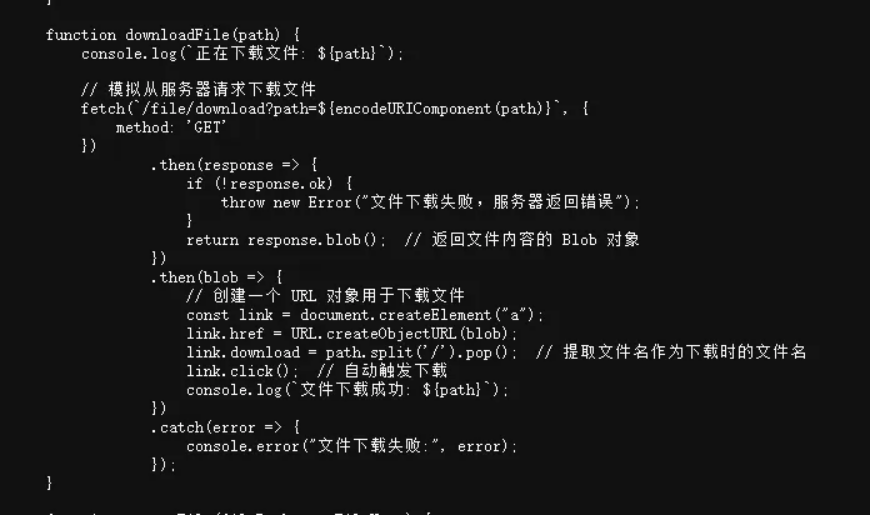 }
function downloadFile(path) {
console.log(`正在下载文件: ${path}`);
// 模拟从服务器请求下载文件
fetch(`/file/download?path=${encodeURIComponent(path)}`, {
method: 'GET'
})
.then(response => {
if (!response.ok) {
throw new Error("文件下载失败，服务器返回错误");
}
return response.blob();  // 返回文件内容的 Blob 对象
})
.then(blob => {
// 创建一个 URL 对象用于下载文件
const link = document.createElement("a");
link.href = URL.createObjectURL(blob);
link.download = path.split('/').pop();  // 提取文件名作为下载时的文件名
link.click();  // 自动触发下载
console.log(`文件下载成功: ${path}`);
})
.catch(error => {
console.error("文件下载失败:", error);
});
}